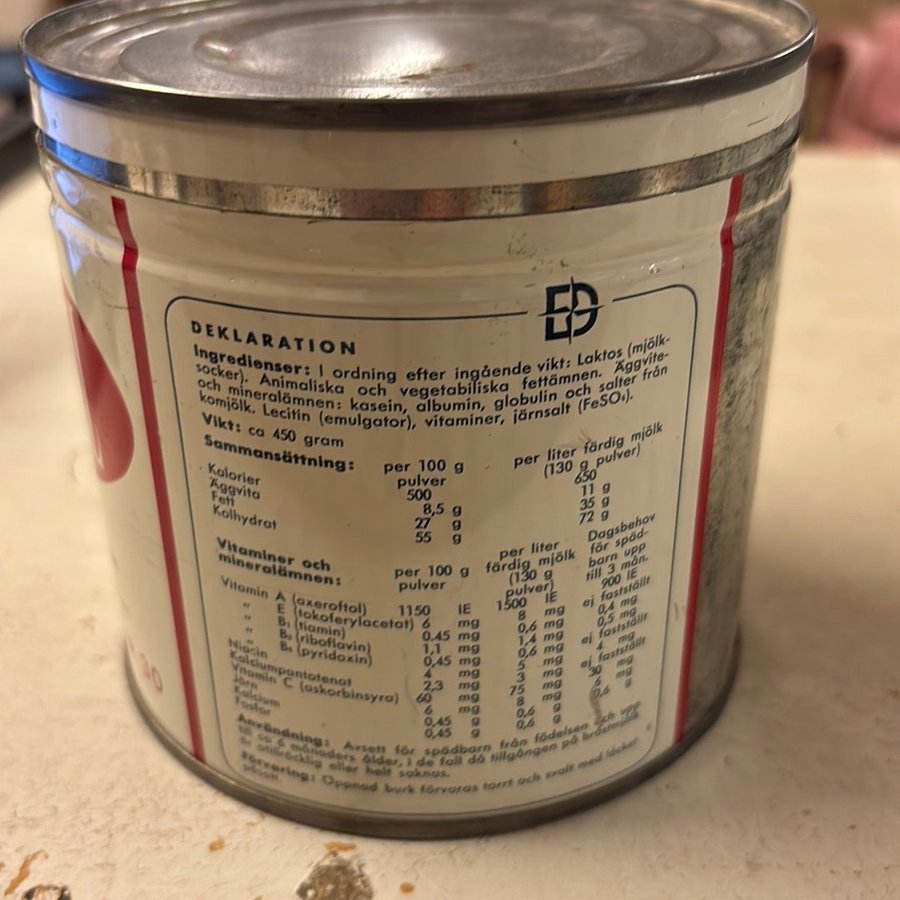 ED
DEKLARATION
Ingredienser: I ordning efter ingående vikt: Laktos (mjölk-
socker). Animaliska och vegetabiliska fettämnen. Äggvite-
och mineralämnen: kasein, albumin, globulin och salter från
komjölk. Lecitin (emulgator), vitaminer, järnsalt (FeSO₄).
Vikt: ca 450 gram
Sammansättning: per 100 g pulver per liter färdig mjölk (130 g pulver)
Kalorier 500 650
Äggvita 8,5 g 11 g
Fett 27 g 35 g
Kolhydrat 55 g 72 g
Vitaminer och mineralämnen: per 100 g pulver per liter färdig mjölk (130 g pulver) Dagsbehov för späd-barn upp till 3 mån.
Vitamin A (axeroftol) 1150 IE 1500 IE 900 IE
" E (tokoferylacetat) 6 mg 8 mg ej fastställt
" B₁ (tiamin) 0,45 mg 0,6 mg 0,4 mg
" B₂ (riboflavin) 1,1 mg 1,4 mg 0,5 mg
" B₆ (pyridoxin) 0,45 mg 0,6 mg ej fastställt
Niacin 4 mg 5 mg 4 mg
Kalciumpantotenat 2,3 mg 3 mg ej fastställt
Vitamin C (askorbinsyra) 60 mg 75 mg 30 mg
Järn 6 mg 8 mg 6 mg
Kalcium 0,45 g 0,6 g 0,6 g
Fosfor 0,45 g 0,6 g
Användning: Avsett för spädbarn från födelsen och upp
till ca 6 månaders ålder, i de fall då tillgången på bröstmjölk
är otillräcklig eller helt saknas.
Förvaring: Öppnad burk förvaras torrt och svalt med locket
påsatt.